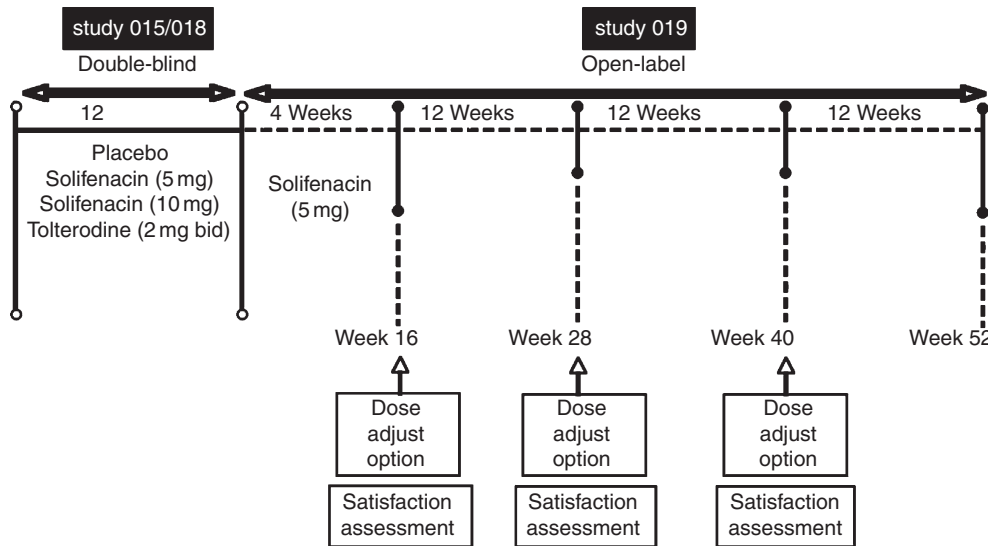 study 015/018
study 019
Double-blind
Open-label
12
4 Weeks
12 Weeks
12 Weeks
12 Weeks
Placebo
Solifenacin (5 mg)
Solifenacin (10 mg)
Tolterodine (2 mg bid)
Solifenacin
(5 mg)
Week 16
Week 28
Week 40
Week 52
Dose
adjust
option
Dose
adjust
option
Dose
adjust
option
Satisfaction
assessment
Satisfaction
assessment
Satisfaction
assessment